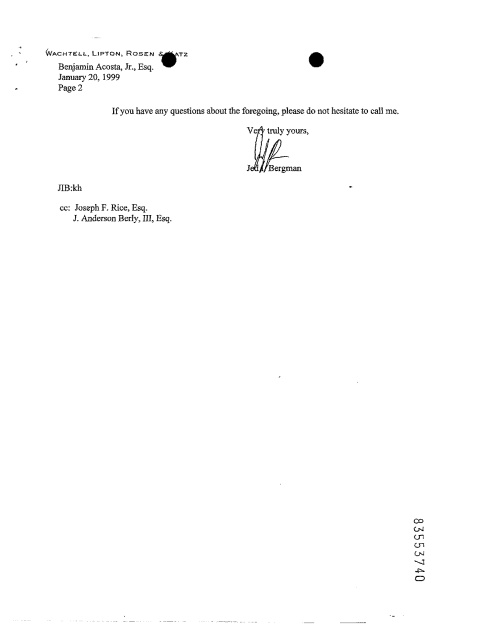 WACHTELL, LIPTON, ROSEN & KATZ
Benjamin Acosta, Jr., Esq.
January 20, 1999
Page 2
If you have any questions about the foregoing, please do not hesitate to call me.
Very truly yours,
Jed I. Bergman
JIB:kh
cc: Joseph F. Rice, Esq.
J. Anderson Berly, III, Esq.
83553740